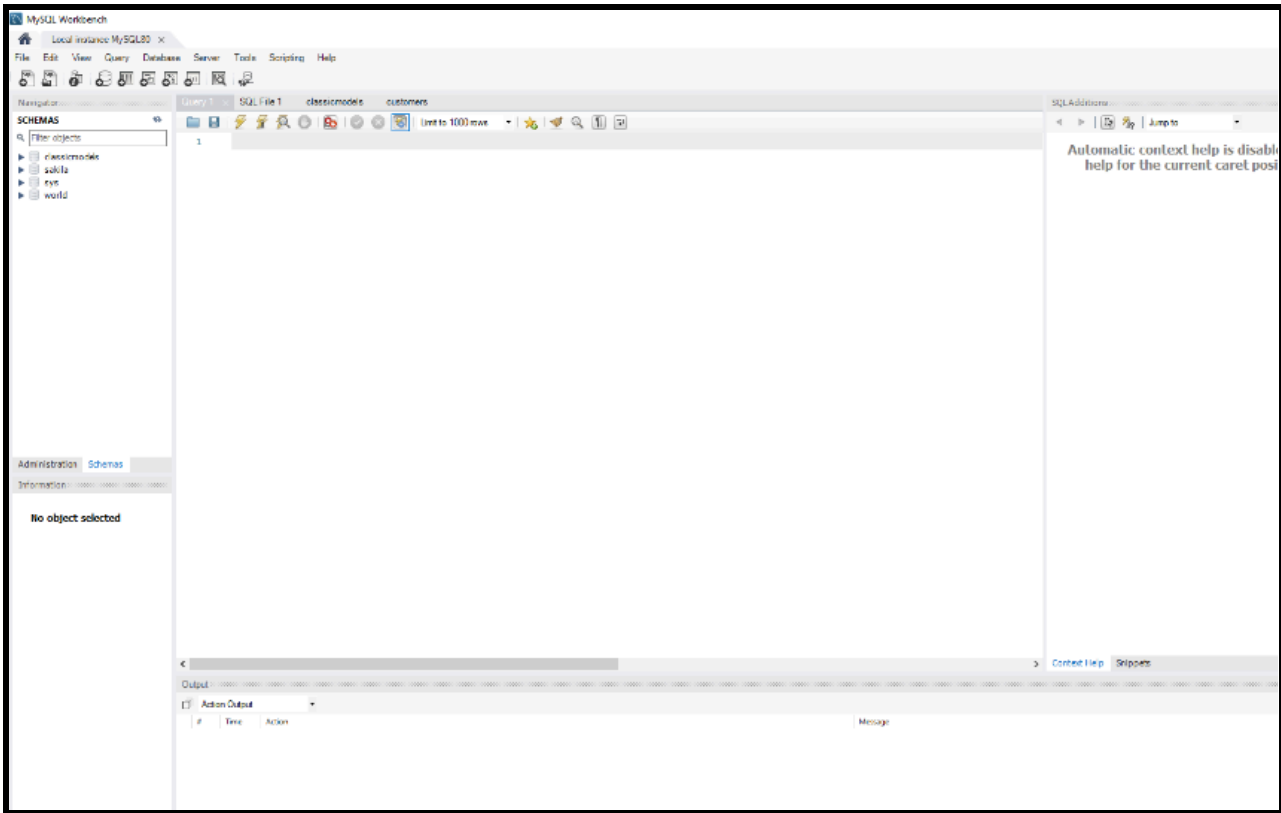 MySQL Workbench
Local instance MySQL80 ×
File Edit View Query Database Server Tools Scripting Help
Navigator
SCHEMAS
Filter objects
classicmodels
sakila
sys
world
Administration Schemas
Information
No object selected
Query 1 × SQL File 1 classicmodels customers
Limit to 1000 rows
1
Output
Action Output
# Time Action Message
SQLAdditions
Jump to
Automatic context help is disabl
help for the current caret posi
Context Help Snippets